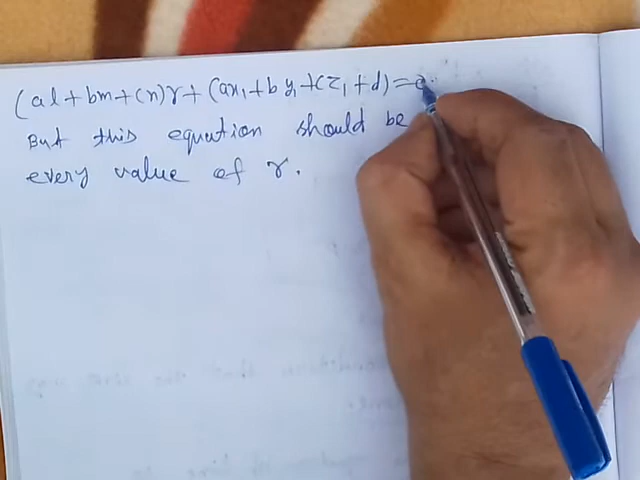 (al+bm+cn)r+(ax₁+by₁+cz₁+d)=0.
But this equation should be
every value of r.